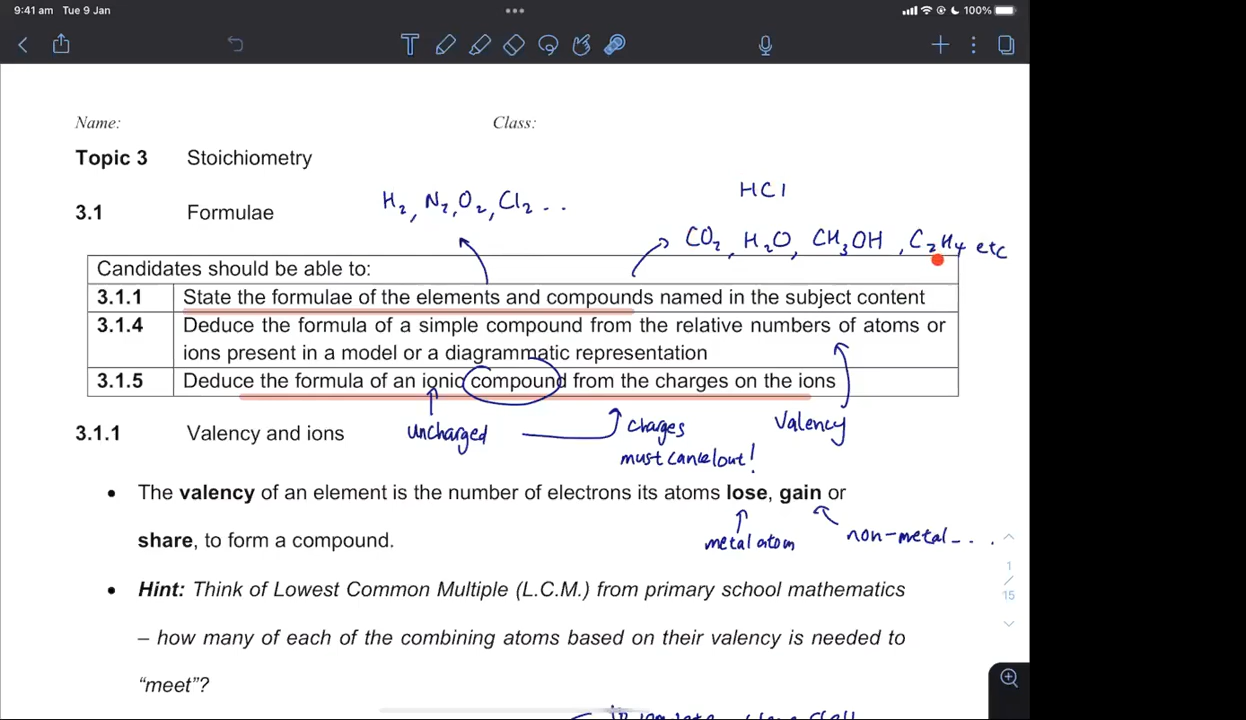 9:41 am Tue 9 Jan
100%
Name: Class:
Topic 3 Stoichiometry
HCl
3.1 Formulae
H₂, N₂, O₂, Cl₂ ...
CO₂, H₂O, CH₃OH, C₂H₄ etc
Candidates should be able to:
3.1.1 State the formulae of the elements and compounds named in the subject content
3.1.4 Deduce the formula of a simple compound from the relative numbers of atoms or
ions present in a model or a diagrammatic representation
3.1.5 Deduce the formula of an ionic compound from the charges on the ions
3.1.1 Valency and ions
uncharged
charges
must cancel out!
Valency
• The valency of an element is the number of electrons its atoms lose, gain or
metal atom
non-metal...
share, to form a compound.
• Hint: Think of Lowest Common Multiple (L.C.M.) from primary school mathematics
– how many of each of the combining atoms based on their valency is needed to
"meet"?
1
/
15